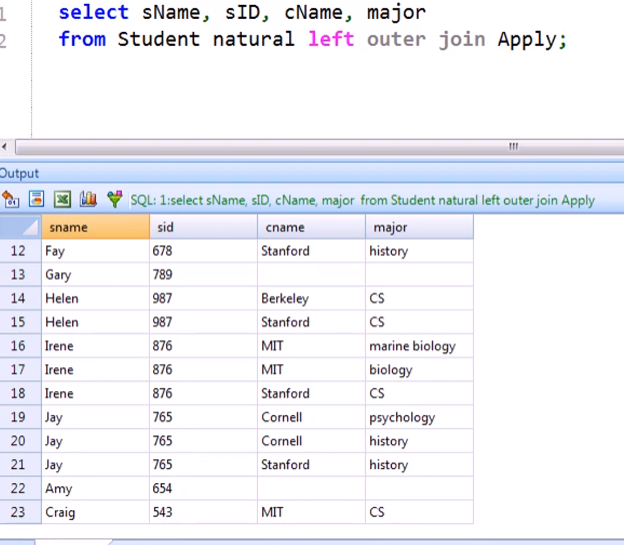 1 select sName, sID, cName, major
2 from Student natural left outer join Apply;
Output
SQL: 1:select sName, sID, cName, major from Student natural left outer join Apply
sname sid cname major
12 Fay 678 Stanford history
13 Gary 789
14 Helen 987 Berkeley CS
15 Helen 987 Stanford CS
16 Irene 876 MIT marine biology
17 Irene 876 MIT biology
18 Irene 876 Stanford CS
19 Jay 765 Cornell psychology
20 Jay 765 Cornell history
21 Jay 765 Stanford history
22 Amy 654
23 Craig 543 MIT CS